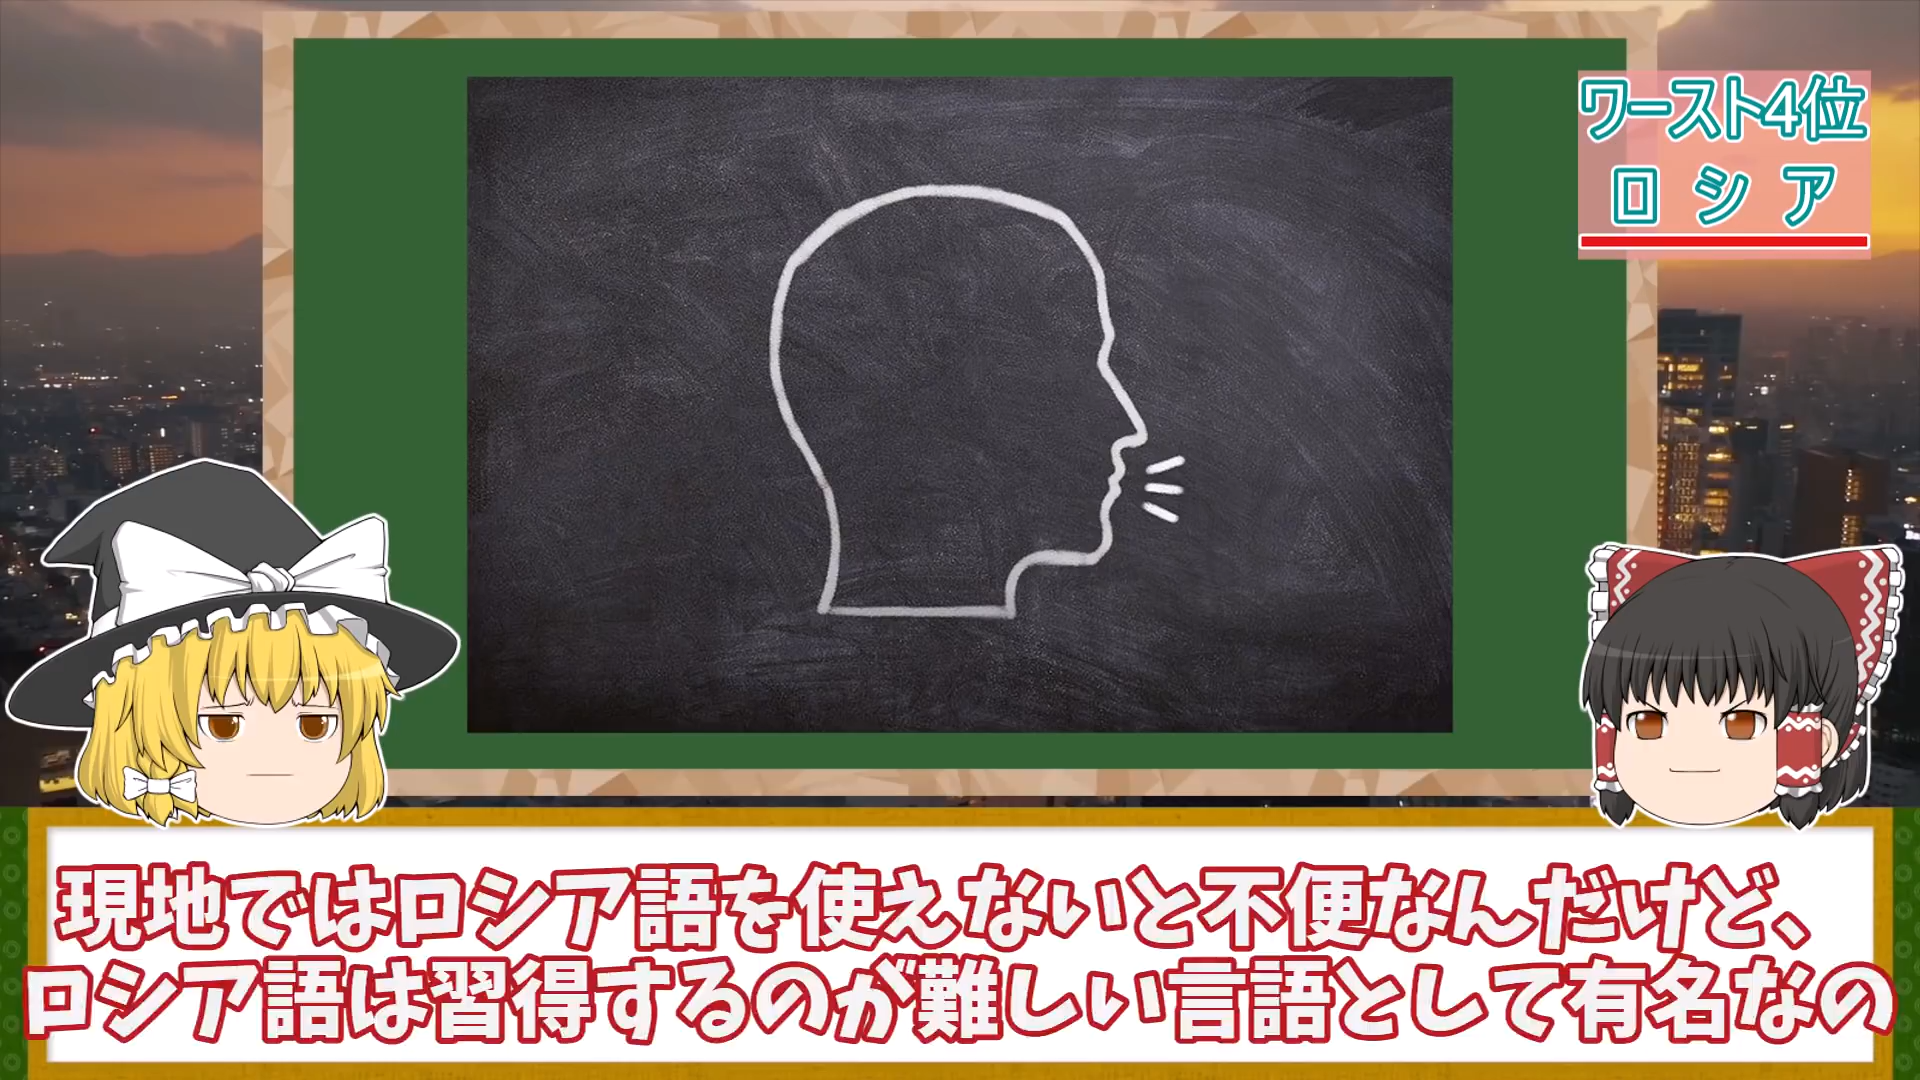 ワースト4位
ロシア
現地ではロシア語を使えないと不便なんだけど、
ロシア語は習得するのが難しい言語として有名なの